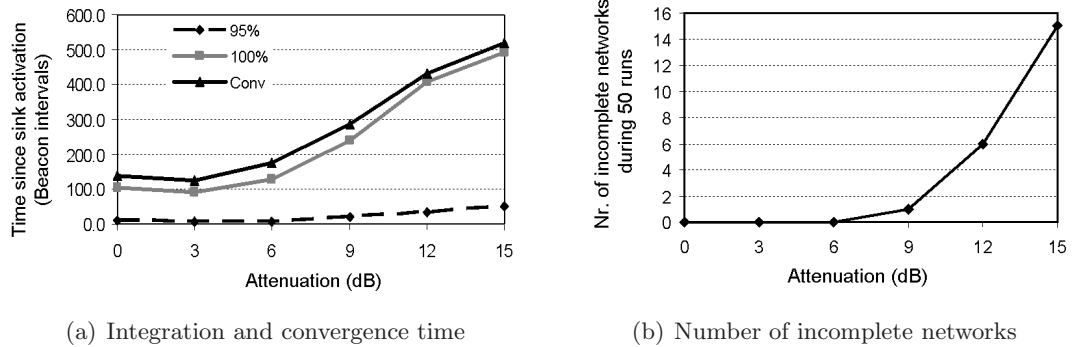 600.0
500.0
400.0
300.0
200.0
100.0
0.0
Time since sink activation
(Beacon intervals)
95%
100%
Conv
0 3 6 9 12 15
Attenuation (dB)
(a) Integration and convergence time
16
14
12
10
8
6
4
2
0
Nr. of incomplete networks
during 50 runs
0 3 6 9 12 15
Attenuation (dB)
(b) Number of incomplete networks